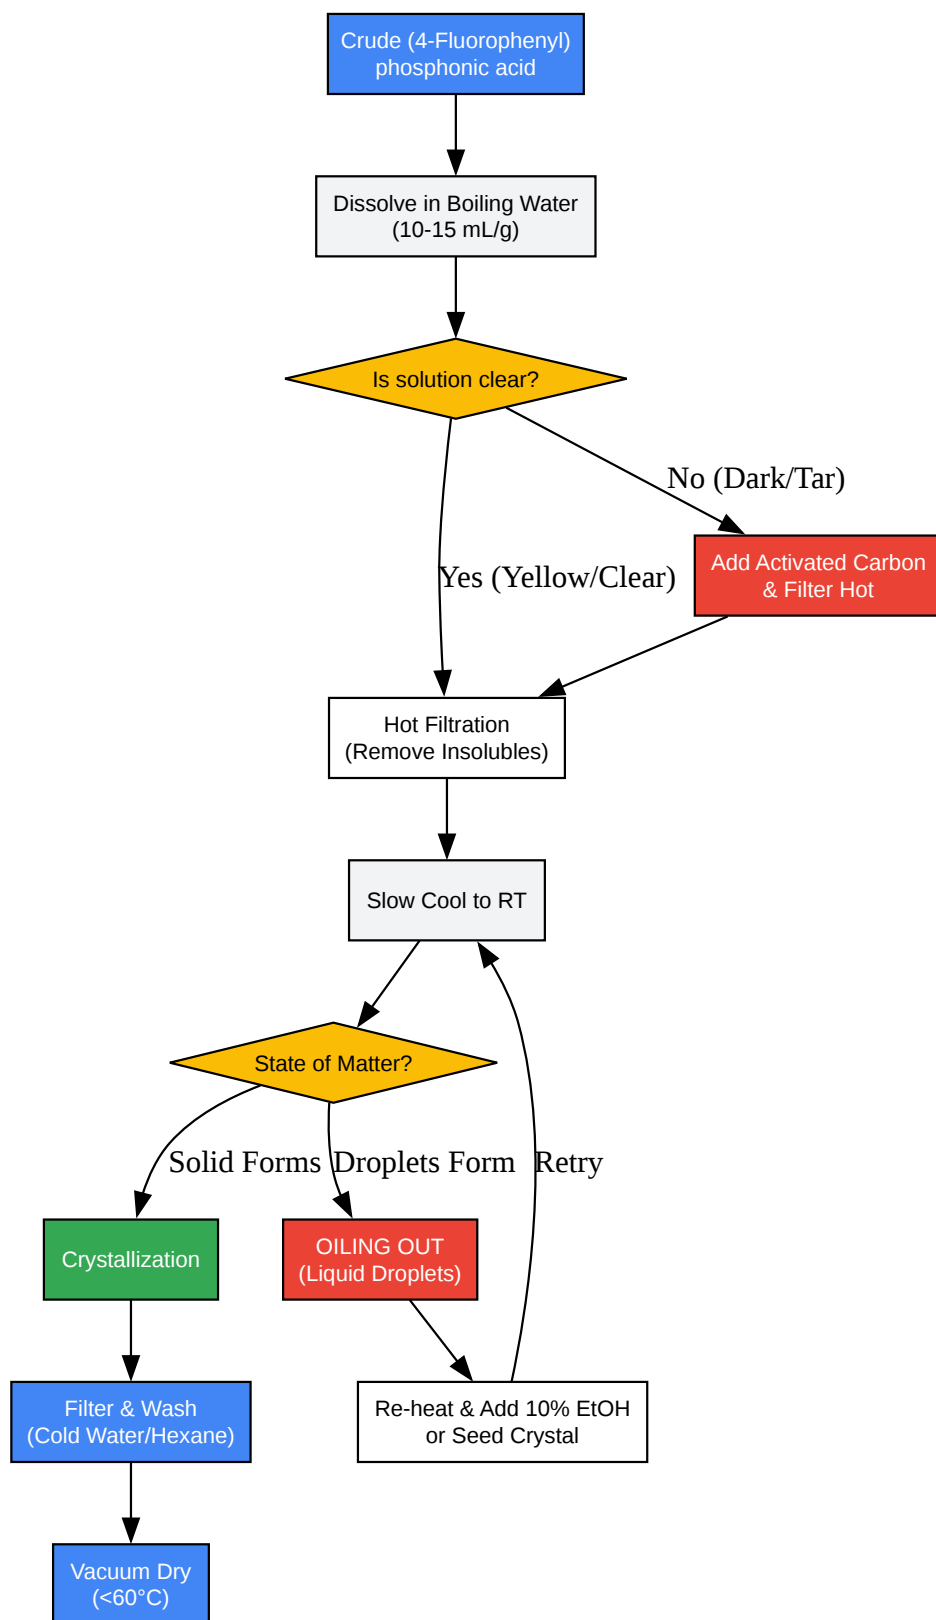 Crude (4-Fluorophenyl)
phosphonic acid
Dissolve in Boiling Water
(10-15 mL/g)
Is solution clear?
No (Dark/Tar)
Add Activated Carbon
& Filter Hot
Yes (Yellow/Clear)
Hot Filtration
(Remove Insolubles)
Slow Cool to RT
State of Matter?
Solid Forms
Droplets Form
Retry
Crystallization
OILING OUT
(Liquid Droplets)
Filter & Wash
(Cold Water/Hexane)
Re-heat & Add 10% EtOH
or Seed Crystal
Vacuum Dry
(<60°C)